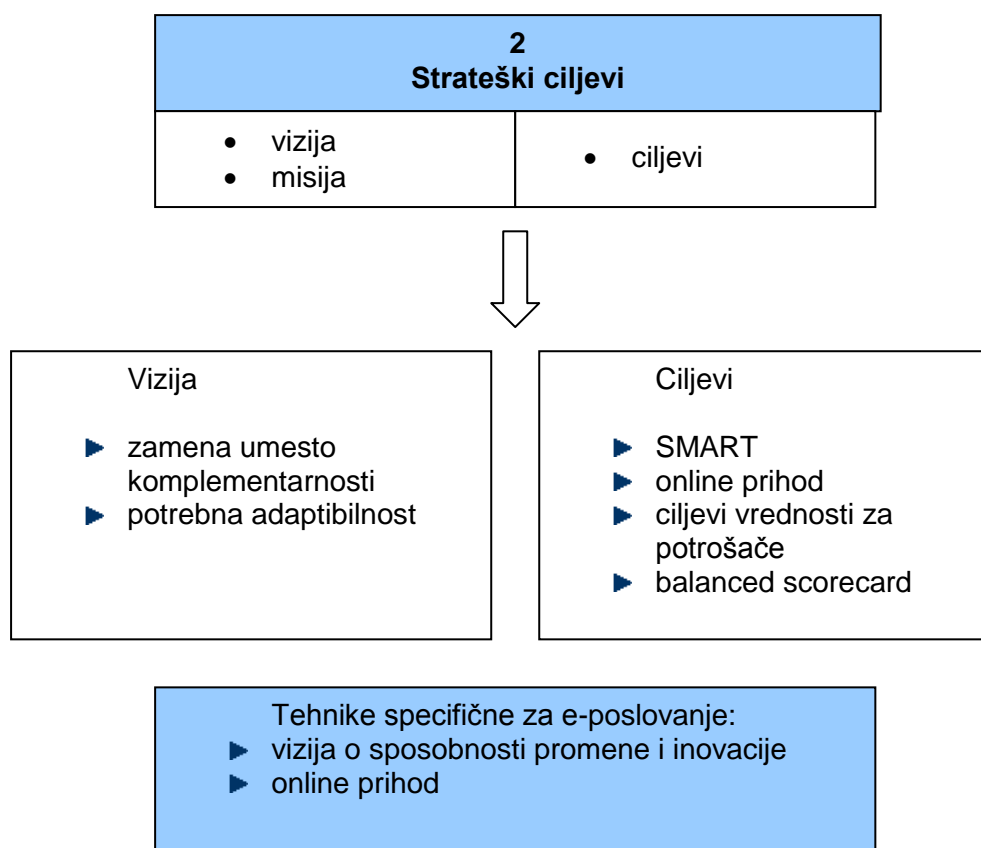 2
Strateški ciljevi
• vizija
• misija
• ciljevi
Vizija
zamena umesto
komplementarnosti
potrebna adaptibilnost
Ciljevi
SMART
online prihod
ciljevi vrednosti za
potrošače
balanced scorecard
Tehnike specifične za e-poslovanje:
vizija o sposobnosti promene i inovacije
online prihod